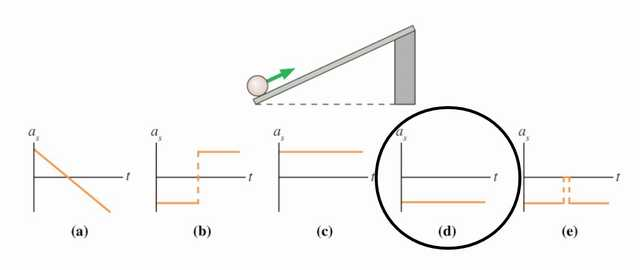 a_s a_s a_s a_s a_s
t t t t t
(a) (b) (c) (d) (e)